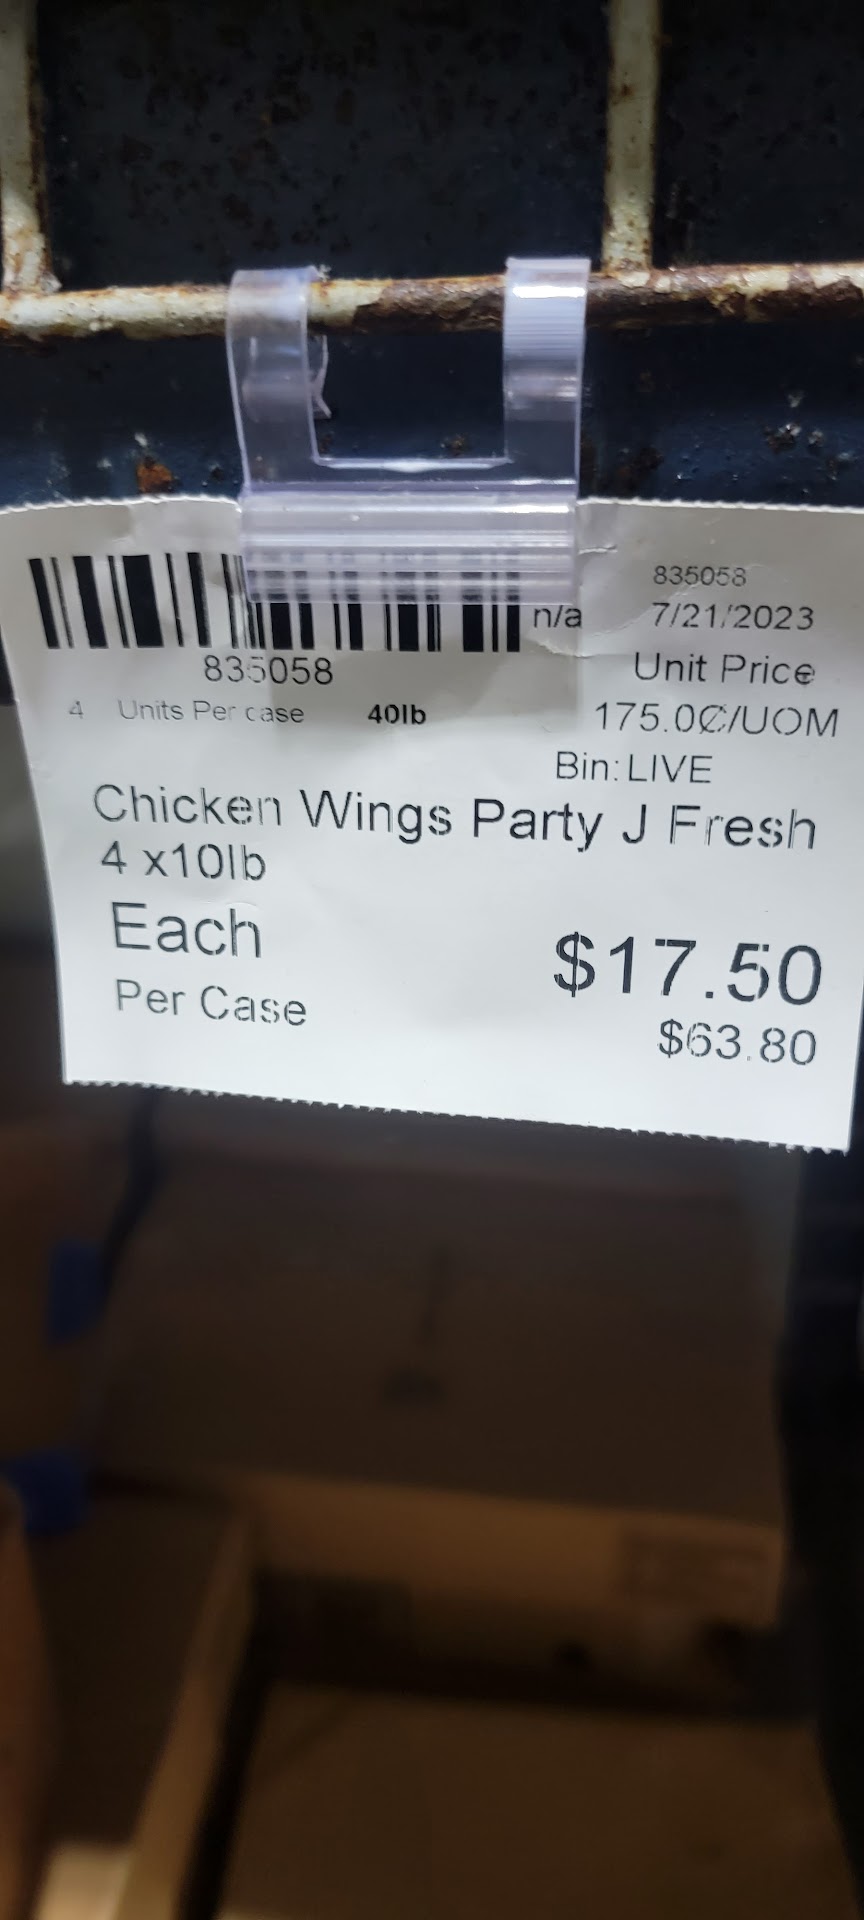 835058
n/a 7/21/2023
835058 Unit Price
4 Units Per case 40lb 175.0₵/UOM
Bin: LIVE
Chicken Wings Party J Fresh
4 x10lb
Each $17.50
Per Case $63.80